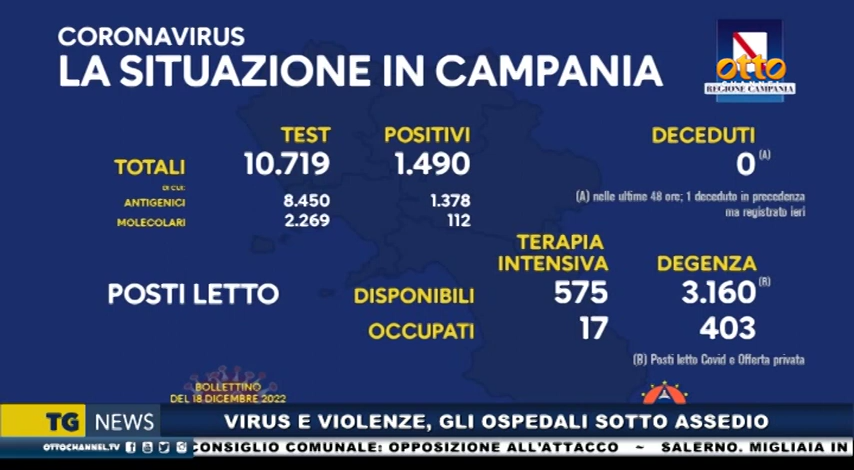 CORONAVIRUS
LA SITUAZIONE IN CAMPANIA
otto
CHANNEL
REGIONE CAMPANIA
TEST POSITIVI DECEDUTI
TOTALI 10.719 1.490 0 (A)
DI CUI:
ANTIGENICI 8.450 1.378
MOLECOLARI 2.269 112
(A) nelle ultime 48 ore; 1 deceduto in precedenza
ma registrato ieri
TERAPIA
INTENSIVA DEGENZA
POSTI LETTO DISPONIBILI 575 3.160 (B)
OCCUPATI 17 403
(B) Posti letto Covid e Offerta privata
BOLLETTINO
DEL 18 DICEMBRE 2022
TG NEWS VIRUS E VIOLENZE, GLI OSPEDALI SOTTO ASSEDIO
OTTOCHANNEL.TV CONSIGLIO COMUNALE: OPPOSIZIONE ALL'ATTACCO ~ SALERNO. MIGLIAIA IN